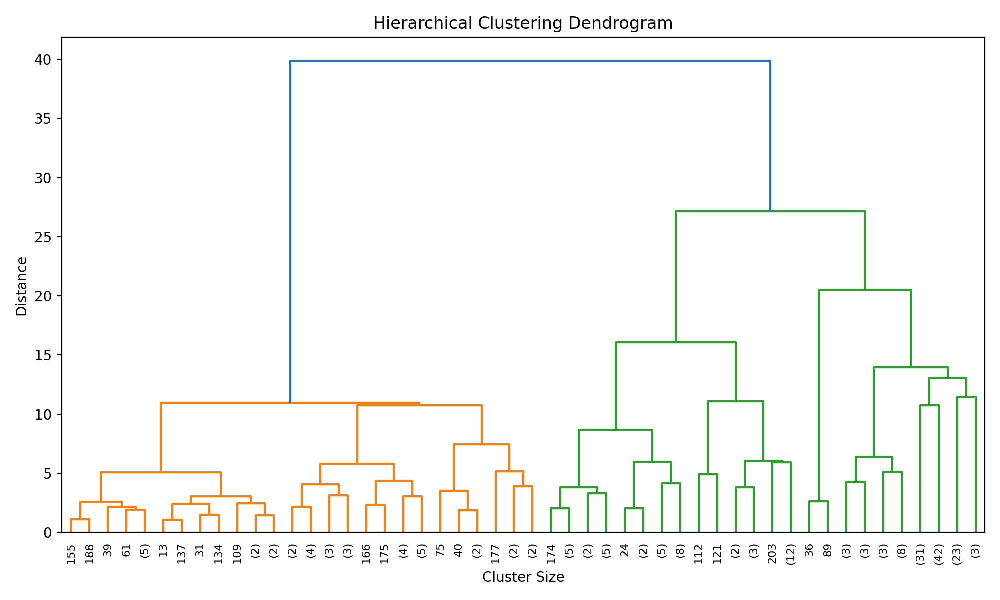 Hierarchical Clustering Dendrogram
40
35
30
25
20
15
10
5
0
Distance
155 188 39 61 (5) 13 137 31 134 109 (2) (2) (2) (4) (3) (3) 166 175 (4) (5) 75 40 (2) 177 (2) (2) 174 (5) (2) (5) 24 (2) (5) (8) 112 121 (2) (3) 203 (12) 36 89 (3) (3) (3) (8) (31) (42) (23) (3)
Cluster Size